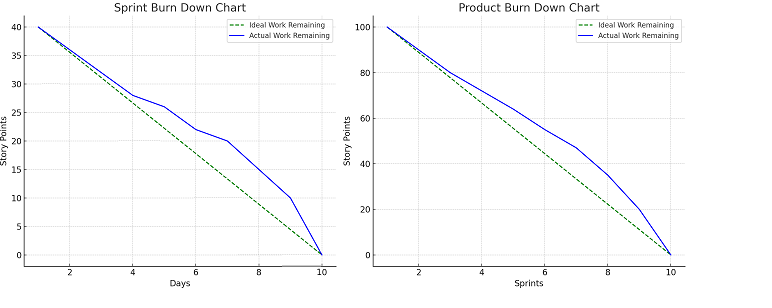 Sprint Burn Down Chart
Ideal Work Remaining
Actual Work Remaining
40
35
30
25
20
15
10
5
0
Story Points
2
4
6
8
10
Days
Product Burn Down Chart
Ideal Work Remaining
Actual Work Remaining
100
80
60
40
20
0
Story Points
2
4
6
8
10
Sprints